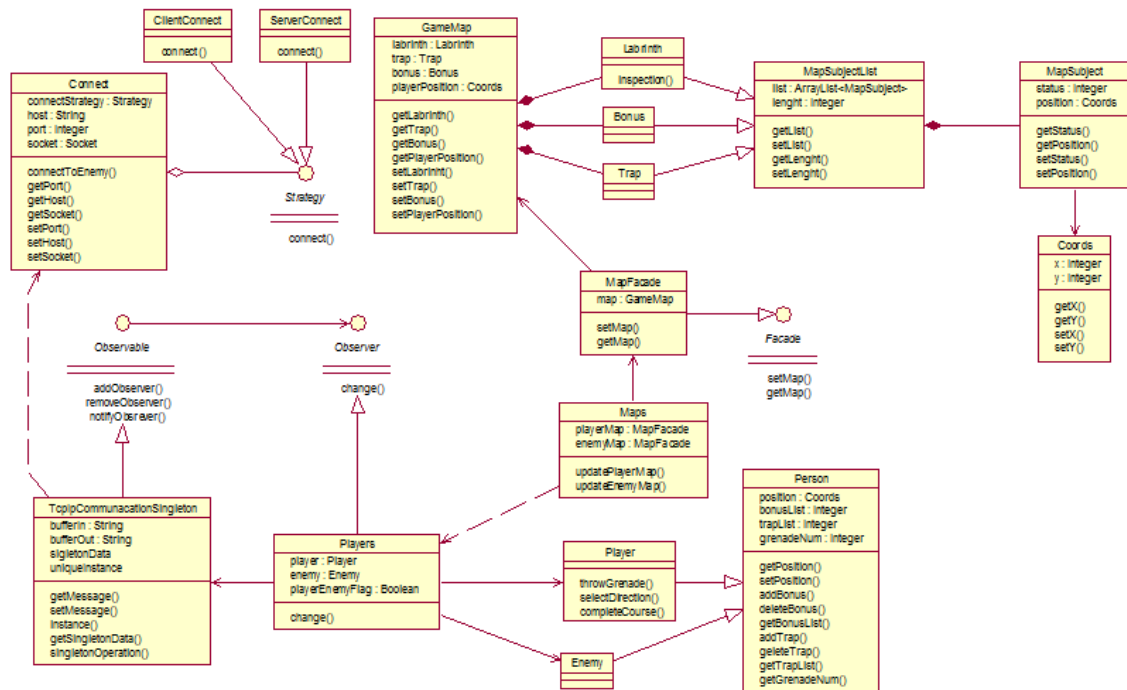 ClientConnect
connect()
ServerConnect
connect()
Connect
connectStrategy : Strategy
host : String
port : Integer
socket : Socket
connectToEnemy()
getPort()
getHost()
getSocket()
setPort()
setHost()
setSocket()
Strategy
connect()
GameMap
labrinth : Labrinth
trap : Trap
bonus : Bonus
playerPosition : Coords
getLabrinth()
getTrap()
getBonus()
getPlayerPosition()
setLabrinht()
setTrap()
setBonus()
setPlayerPosition()
Labrinth
Inspection()
Bonus
Trap
MapSubjectList
list : ArrayList<MapSubject>
lenght : Integer
getList()
setList()
getLenght()
setLenght()
MapSubject
status : Integer
position : Coords
getStatus()
getPosition()
setStatus()
setPosition()
Coords
x : Integer
y : Integer
getX()
getY()
setX()
setY()
MapFacade
map : GameMap
setMap()
getMap()
Facade
setMap()
getMap()
Observable
addObserver()
removeObserver()
notifyObsrever()
Observer
change()
Maps
playerMap : MapFacade
enemyMap : MapFacade
updatePlayerMap()
updateEnemyMap()
TcpIpCommunacationSingleton
bufferIn : String
bufferOut : String
sigletonData
uniqueInstance
getMessage()
setMessage()
Instance()
getSingletonData()
singletonOperation()
Players
player : Player
enemy : Enemy
playerEnemyFlag : Boolean
change()
Player
throwGrenade()
selectDirection()
completeCourse()
Enemy
Person
position : Coords
bonusList : Integer
trapList : Integer
grenadeNum : Integer
getPosition()
setPosition()
addBonus()
deleteBonus()
getBonusList()
addTrap()
geleteTrap()
getTrapList()
getGrenadeNum()